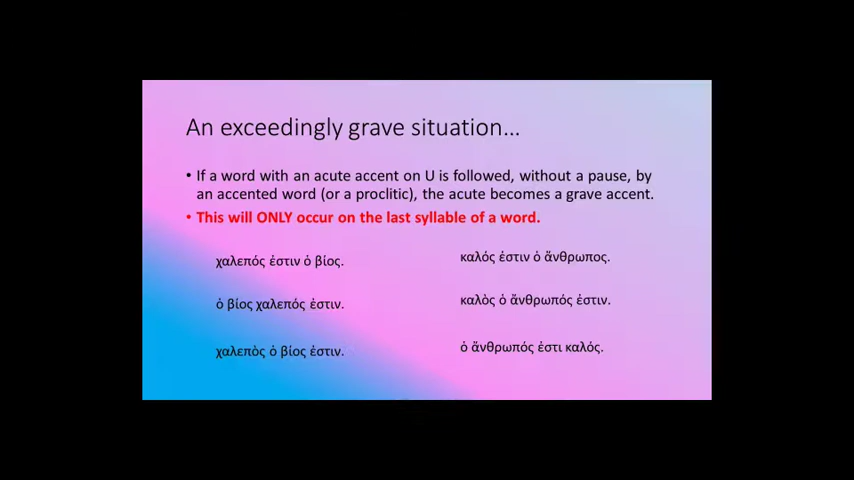 An exceedingly grave situation...
• If a word with an acute accent on U is followed, without a pause, by
an accented word (or a proclitic), the acute becomes a grave accent.
• This will ONLY occur on the last syllable of a word.
χαλεπός ἐστιν ὁ βίος.
ὁ βίος χαλεπός ἐστιν.
χαλεπὸς ὁ βίος ἐστιν.
καλός ἐστιν ὁ ἄνθρωπος.
καλὸς ὁ ἄνθρωπός ἐστιν.
ὁ ἄνθρωπός ἐστι καλός.